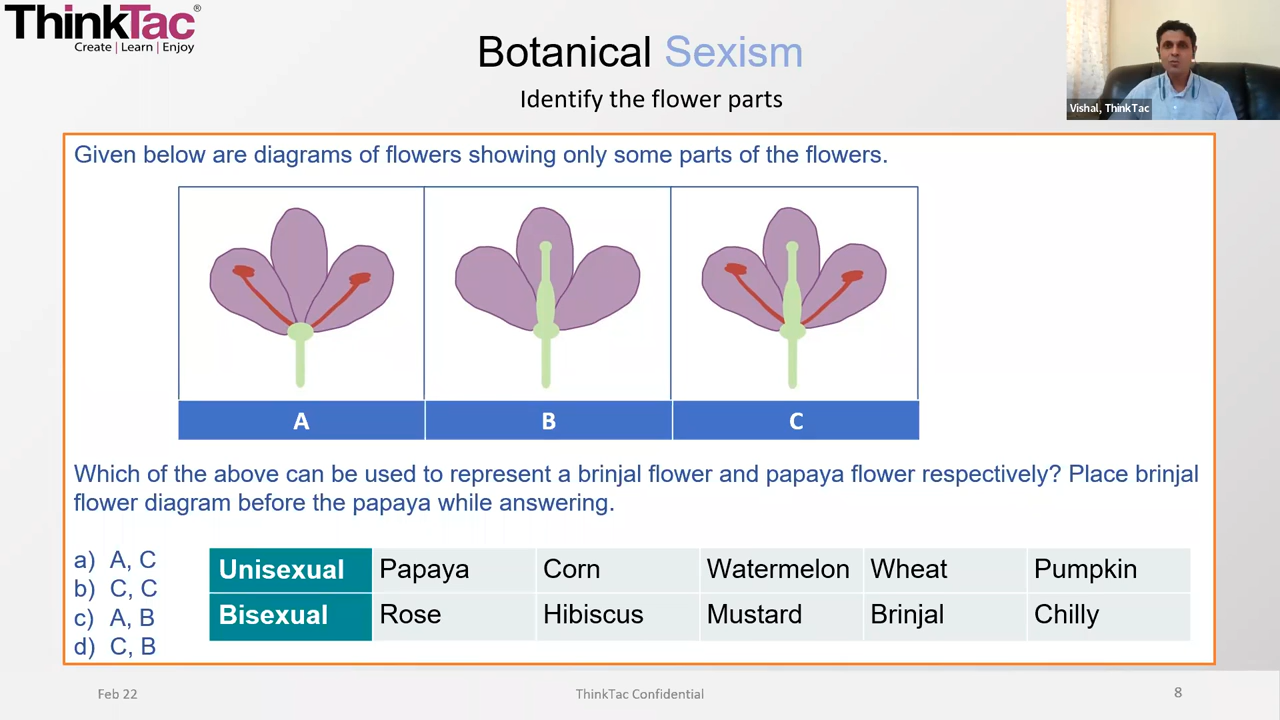 ThinkTac®
Create | Learn | Enjoy
Botanical Sexism
Identify the flower parts
Vishal, ThinkTac
Given below are diagrams of flowers showing only some parts of the flowers.
A B C
Which of the above can be used to represent a brinjal flower and papaya flower respectively? Place brinjal
flower diagram before the papaya while answering.
a) A, C
b) C, C
c) A, B
d) C, B
Unisexual Papaya Corn Watermelon Wheat Pumpkin
Bisexual Rose Hibiscus Mustard Brinjal Chilly
Feb 22 ThinkTac Confidential 8